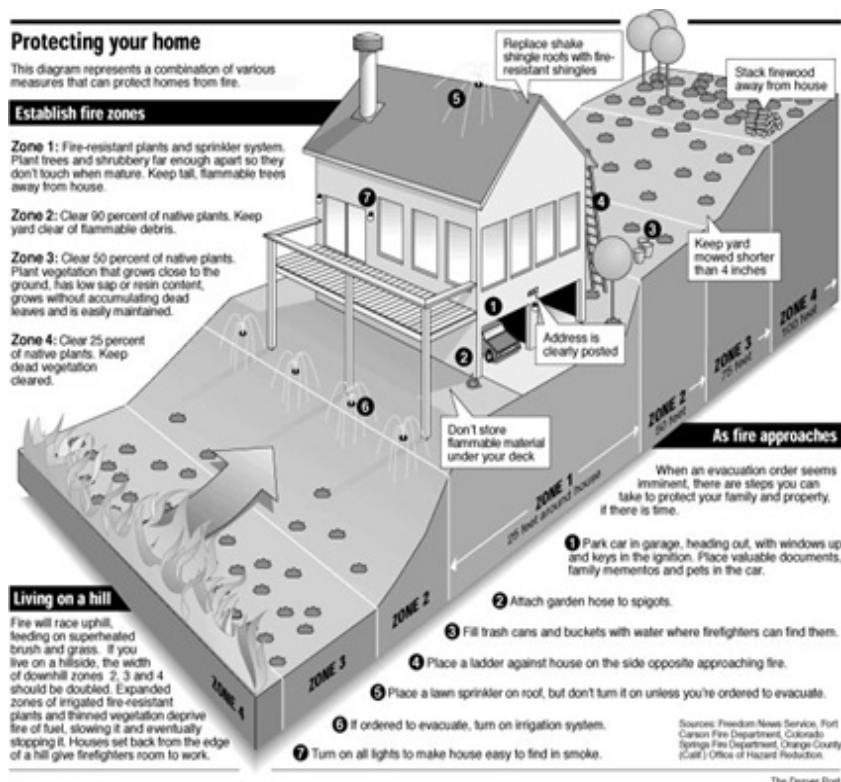 Protecting your home
This diagram represents a combination of various
measures that can protect homes from fire.
Establish fire zones
Zone 1: Fire-resistant plants and sprinkler system.
Plant trees and shrubbery far enough apart so they
don't touch when mature. Keep tall, flammable trees
away from house.
Zone 2: Clear 90 percent of native plants. Keep
yard clear of flammable debris.
Zone 3: Clear 50 percent of native plants.
Plant vegetation that grows close to the
ground, has low sap or resin content,
grows without accumulating dead
leaves and is easily maintained.
Zone 4: Clear 25 percent
of native plants. Keep
dead vegetation
cleared.
Replace shake
shingle roofs with fire-
resistant shingles
Stack firewood
away from house
5
7
4
3
Keep yard
mowed shorter
than 4 inches
1
Address is
clearly posted
2
6
Don't store
flammable material
under your deck
ZONE 1
25 feet around house
ZONE 2
50 feet
ZONE 3
75 feet
ZONE 4
100 feet
ZONE 2
ZONE 3
ZONE 4
Living on a hill
Fire will race uphill,
feeding on superheated
brush and grass. If you
live on a hillside, the width
of downhill zones 2, 3 and 4
should be doubled. Expanded
zones of irrigated fire-resistant
plants and thinned vegetation deprive
fire of fuel, slowing it and eventually
stopping it. Houses set back from the edge
of a hill give firefighters room to work.
As fire approaches
When an evacuation order seems
imminent, there are steps you can
take to protect your family and property,
if there is time.
1 Park car in garage, heading out, with windows up
and keys in the ignition. Place valuable documents,
family mementos and pets in the car.
2 Attach garden hose to spigots.
3 Fill trash cans and buckets with water where firefighters can find them.
4 Place a ladder against house on the side opposite approaching fire.
5 Place a lawn sprinkler on roof, but don't turn it on unless you're ordered to evacuate.
6 If ordered to evacuate, turn on irrigation system.
7 Turn on all lights to make house easy to find in smoke.
Sources: Freedom News Service, Fort
Carson Fire Department, Colorado
Springs Fire Department, Orange County
(Calif.) Office of Hazard Reduction.
The Denver Post